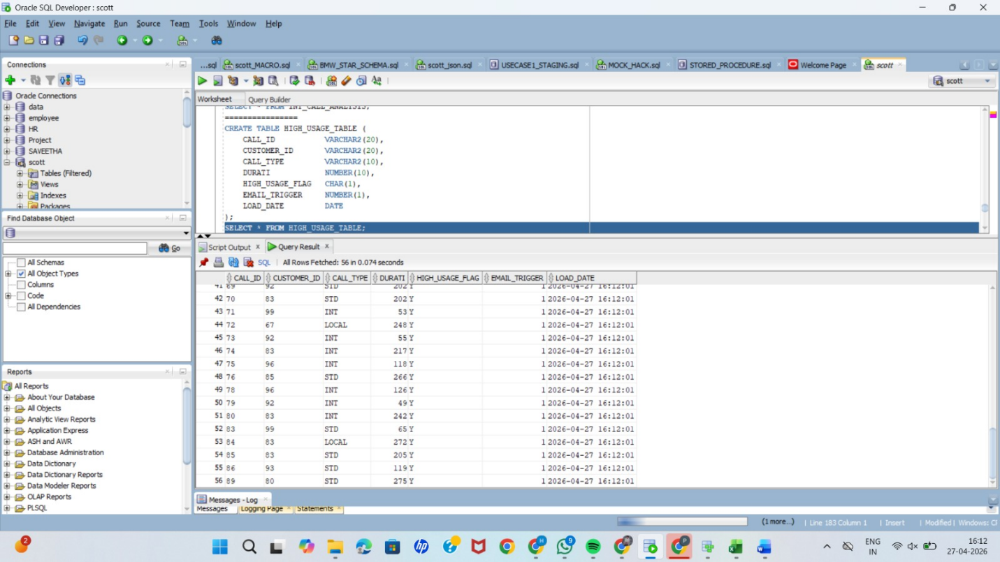 Oracle SQL Developer : scott
File Edit View Navigate Run Source Team Tools Window Help
Connections
Oracle Connections
data
employee
HR
Project
SAVEETHA
scott
Tables (Filtered)
Views
Indexes
Packages
Find Database Object
Go
All Schemas
All Object Types
Columns
Code
All Dependencies
Reports
All Reports
About Your Database
All Objects
Analytic View Reports
Application Express
ASH and AWR
Database Administration
Data Dictionary
Data Dictionary Reports
Data Modeler Reports
OLAP Reports
PLSQL
...sql scott_MACRO.sql BMW_STAR_SCHEMA.sql scott_json.sql USECASE1_STAGING.sql MOCK_HACK.sql STORED_PROCEDURE.sql Welcome Page scott
scott
Worksheet Query Builder
SELECT * FROM INT_CALL_ANALYSIS;
================
CREATE TABLE HIGH_USAGE_TABLE (
CALL_ID VARCHAR2(20),
CUSTOMER_ID VARCHAR2(20),
CALL_TYPE VARCHAR2(10),
DURATI NUMBER(10),
HIGH_USAGE_FLAG CHAR(1),
EMAIL_TRIGGER NUMBER(1),
LOAD_DATE DATE
);
SELECT * FROM HIGH_USAGE_TABLE;
Script Output x Query Result x
SQL | All Rows Fetched: 56 in 0.074 seconds
CALL_ID CUSTOMER_ID CALL_TYPE DURATI HIGH_USAGE_FLAG EMAIL_TRIGGER LOAD_DATE
41 69 92 STD 202 Y 1 2026-04-27 16:12:01
42 70 83 STD 202 Y 1 2026-04-27 16:12:01
43 71 99 INT 53 Y 1 2026-04-27 16:12:01
44 72 67 LOCAL 248 Y 1 2026-04-27 16:12:01
45 73 92 INT 55 Y 1 2026-04-27 16:12:01
46 74 83 INT 217 Y 1 2026-04-27 16:12:01
47 75 96 INT 118 Y 1 2026-04-27 16:12:01
48 76 85 STD 266 Y 1 2026-04-27 16:12:01
49 78 96 INT 126 Y 1 2026-04-27 16:12:01
50 79 92 INT 49 Y 1 2026-04-27 16:12:01
51 80 83 INT 242 Y 1 2026-04-27 16:12:01
52 83 99 STD 65 Y 1 2026-04-27 16:12:01
53 84 83 LOCAL 272 Y 1 2026-04-27 16:12:01
54 85 83 STD 205 Y 1 2026-04-27 16:12:01
55 86 93 STD 119 Y 1 2026-04-27 16:12:01
56 89 80 STD 275 Y 1 2026-04-27 16:12:01
Messages - Log
Messages Logging Page Statements
(1 more...) | Line 183 Column 1 | Insert | Modified | Windows: C
2
hp
H
9
M
P
ENG
IN
16:12
27-04-2026